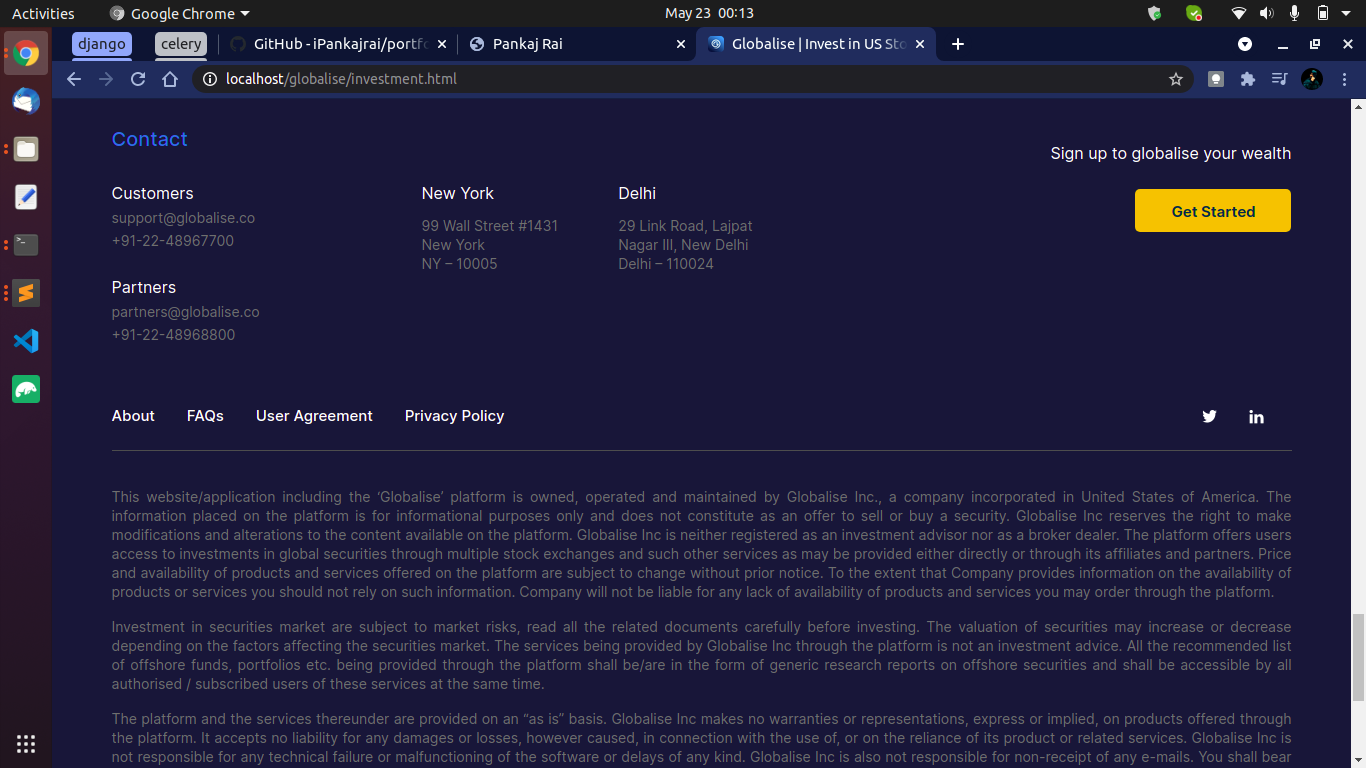 Activities
Google Chrome
May 23 00:13
django
celery
GitHub - iPankajrai/portfo
Pankaj Rai
Globalise | Invest in US Sto
localhost/globalise/investment.html
Contact
Sign up to globalise your wealth
Get Started
Customers
support@globalise.co
+91-22-48967700
Partners
partners@globalise.co
+91-22-48968800
New York
99 Wall Street #1431
New York
NY – 10005
Delhi
29 Link Road, Lajpat
Nagar III, New Delhi
Delhi – 110024
About FAQs User Agreement Privacy Policy
This website/application including the ‘Globalise’ platform is owned, operated and maintained by Globalise Inc., a company incorporated in United States of America. The
information placed on the platform is for informational purposes only and does not constitute as an offer to sell or buy a security. Globalise Inc reserves the right to make
modifications and alterations to the content available on the platform. Globalise Inc is neither registered as an investment advisor nor as a broker dealer. The platform offers users
access to investments in global securities through multiple stock exchanges and such other services as may be provided either directly or through its affiliates and partners. Price
and availability of products and services offered on the platform are subject to change without prior notice. To the extent that Company provides information on the availability of
products or services you should not rely on such information. Company will not be liable for any lack of availability of products and services you may order through the platform.
Investment in securities market are subject to market risks, read all the related documents carefully before investing. The valuation of securities may increase or decrease
depending on the factors affecting the securities market. The services being provided by Globalise Inc through the platform is not an investment advice. All the recommended list
of offshore funds, portfolios etc. being provided through the platform shall be/are in the form of generic research reports on offshore securities and shall be accessible by all
authorised / subscribed users of these services at the same time.
The platform and the services thereunder are provided on an “as is” basis. Globalise Inc makes no warranties or representations, express or implied, on products offered through
the platform. It accepts no liability for any damages or losses, however caused, in connection with the use of, or on the reliance of its product or related services. Globalise Inc is
not responsible for any technical failure or malfunctioning of the software or delays of any kind. Globalise Inc is also not responsible for non-receipt of any e-mails. You shall bear